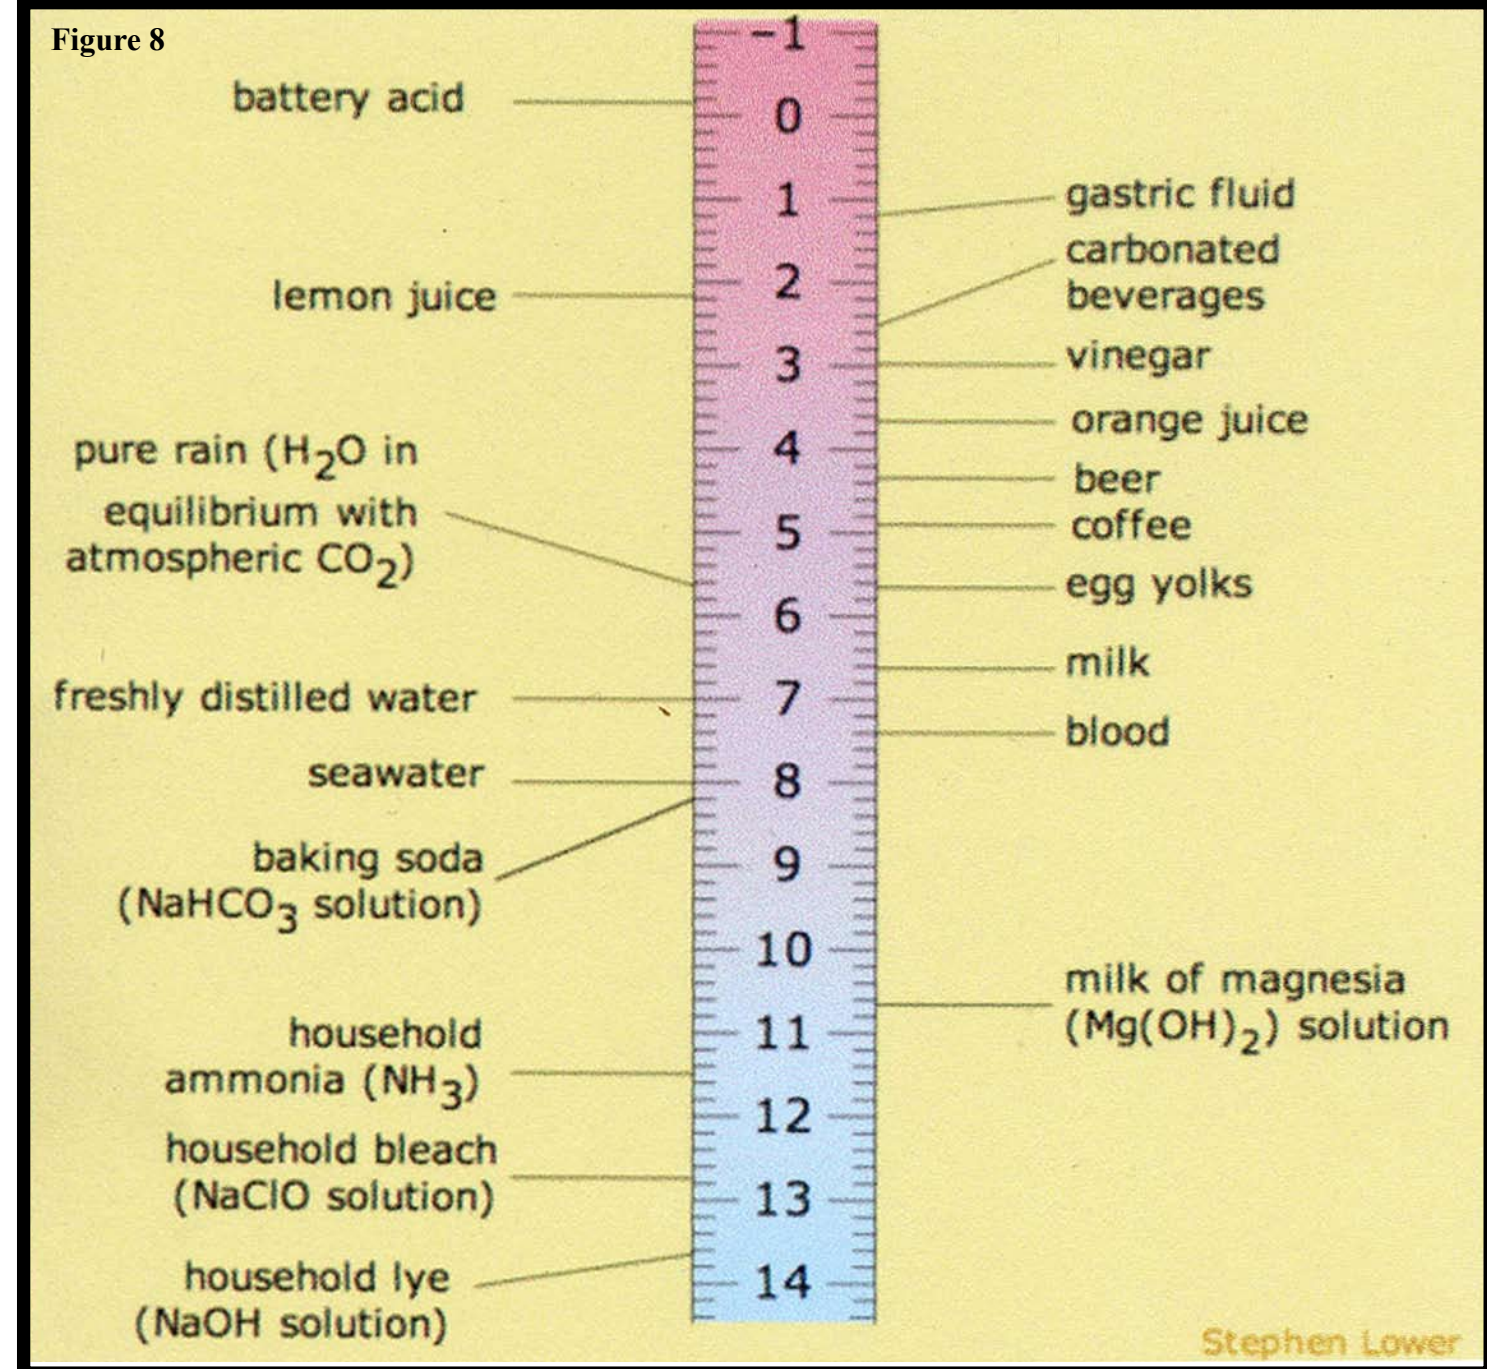 Figure 8
battery acid
lemon juice
pure rain (H₂O in
equilibrium with
atmospheric CO₂)
freshly distilled water
seawater
baking soda
(NaHCO₃ solution)
household
ammonia (NH₃)
household bleach
(NaClO solution)
household lye
(NaOH solution)
-1
0
1
2
3
4
5
6
7
8
9
10
11
12
13
14
gastric fluid
carbonated
beverages
vinegar
orange juice
beer
coffee
egg yolks
milk
blood
milk of magnesia
(Mg(OH)₂) solution
Stephen Lower